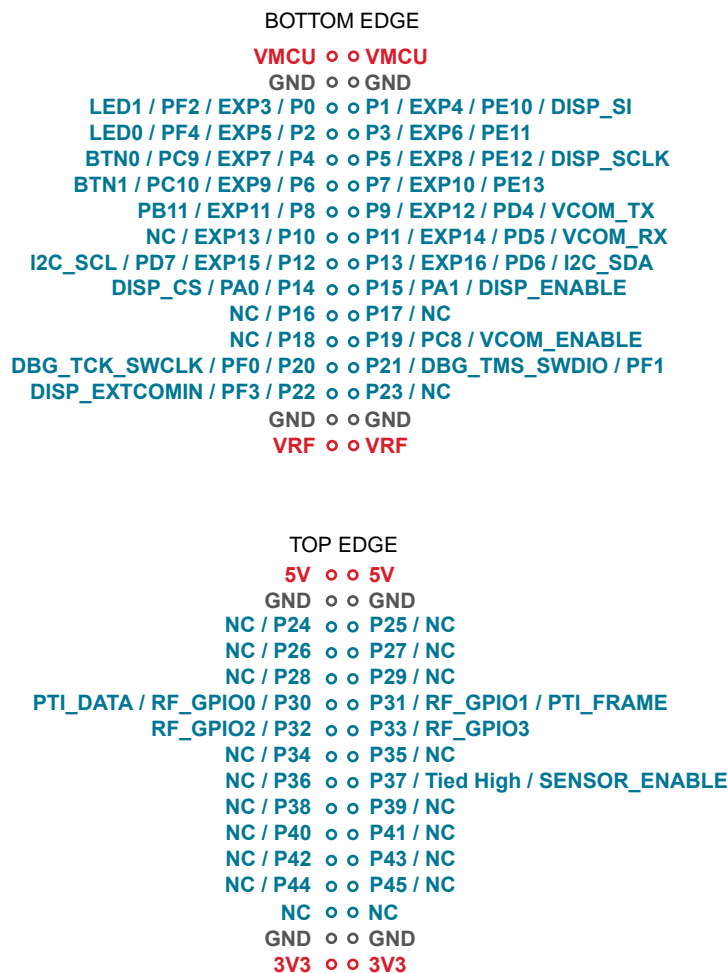 BOTTOM EDGE
VMCU VMCU
GND GND
LED1 / PF2 / EXP3 / P0 P1 / EXP4 / PE10 / DISP_SI
LED0 / PF4 / EXP5 / P2 P3 / EXP6 / PE11
BTN0 / PC9 / EXP7 / P4 P5 / EXP8 / PE12 / DISP_SCLK
BTN1 / PC10 / EXP9 / P6 P7 / EXP10 / PE13
PB11 / EXP11 / P8 P9 / EXP12 / PD4 / VCOM_TX
NC / EXP13 / P10 P11 / EXP14 / PD5 / VCOM_RX
I2C_SCL / PD7 / EXP15 / P12 P13 / EXP16 / PD6 / I2C_SDA
DISP_CS / PA0 / P14 P15 / PA1 / DISP_ENABLE
NC / P16 P17 / NC
NC / P18 P19 / PC8 / VCOM_ENABLE
DBG_TCK_SWCLK / PF0 / P20 P21 / DBG_TMS_SWDIO / PF1
DISP_EXTCOMIN / PF3 / P22 P23 / NC
GND GND
VRF VRF
TOP EDGE
5V 5V
GND GND
NC / P24 P25 / NC
NC / P26 P27 / NC
NC / P28 P29 / NC
PTI_DATA / RF_GPIO0 / P30 P31 / RF_GPIO1 / PTI_FRAME
RF_GPIO2 / P32 P33 / RF_GPIO3
NC / P34 P35 / NC
NC / P36 P37 / Tied High / SENSOR_ENABLE
NC / P38 P39 / NC
NC / P40 P41 / NC
NC / P42 P43 / NC
NC / P44 P45 / NC
NC NC
GND GND
3V3 3V3